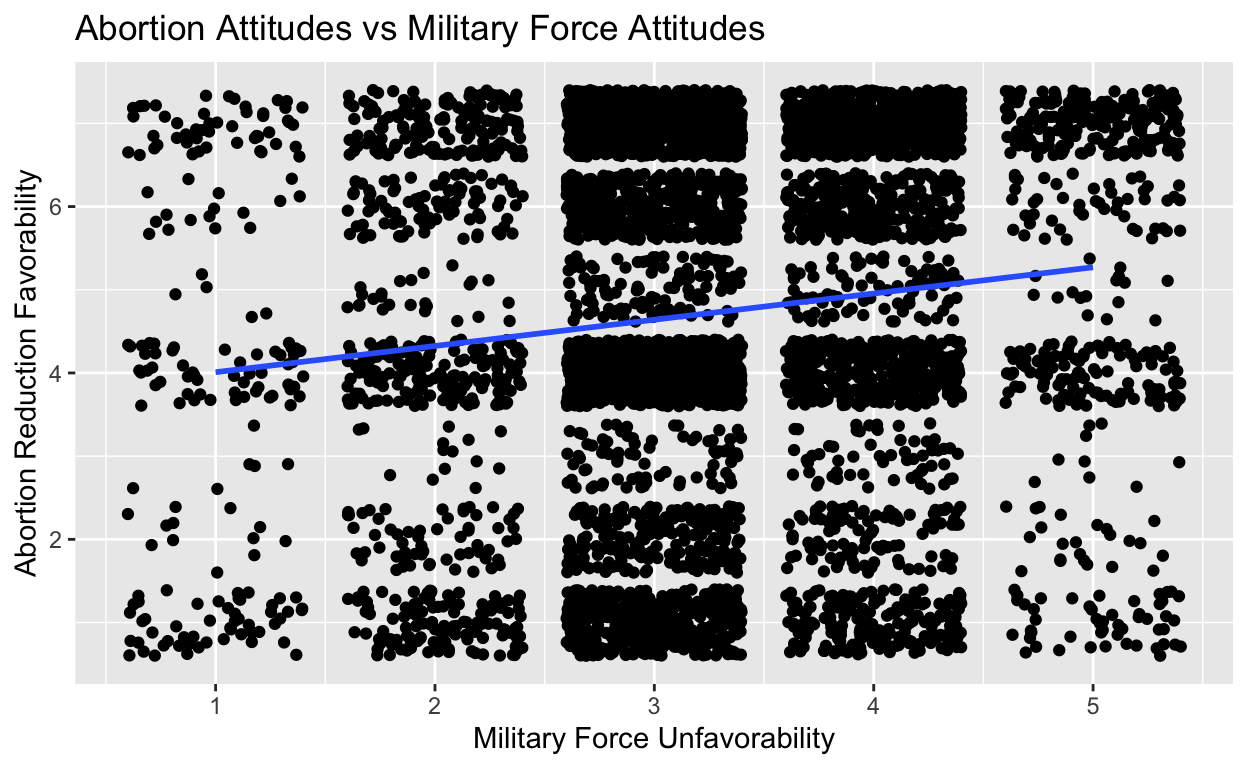 Abortion Attitudes vs Military Force Attitudes
Abortion Reduction Favorability
6
4
2
1 2 3 4 5
Military Force Unfavorability